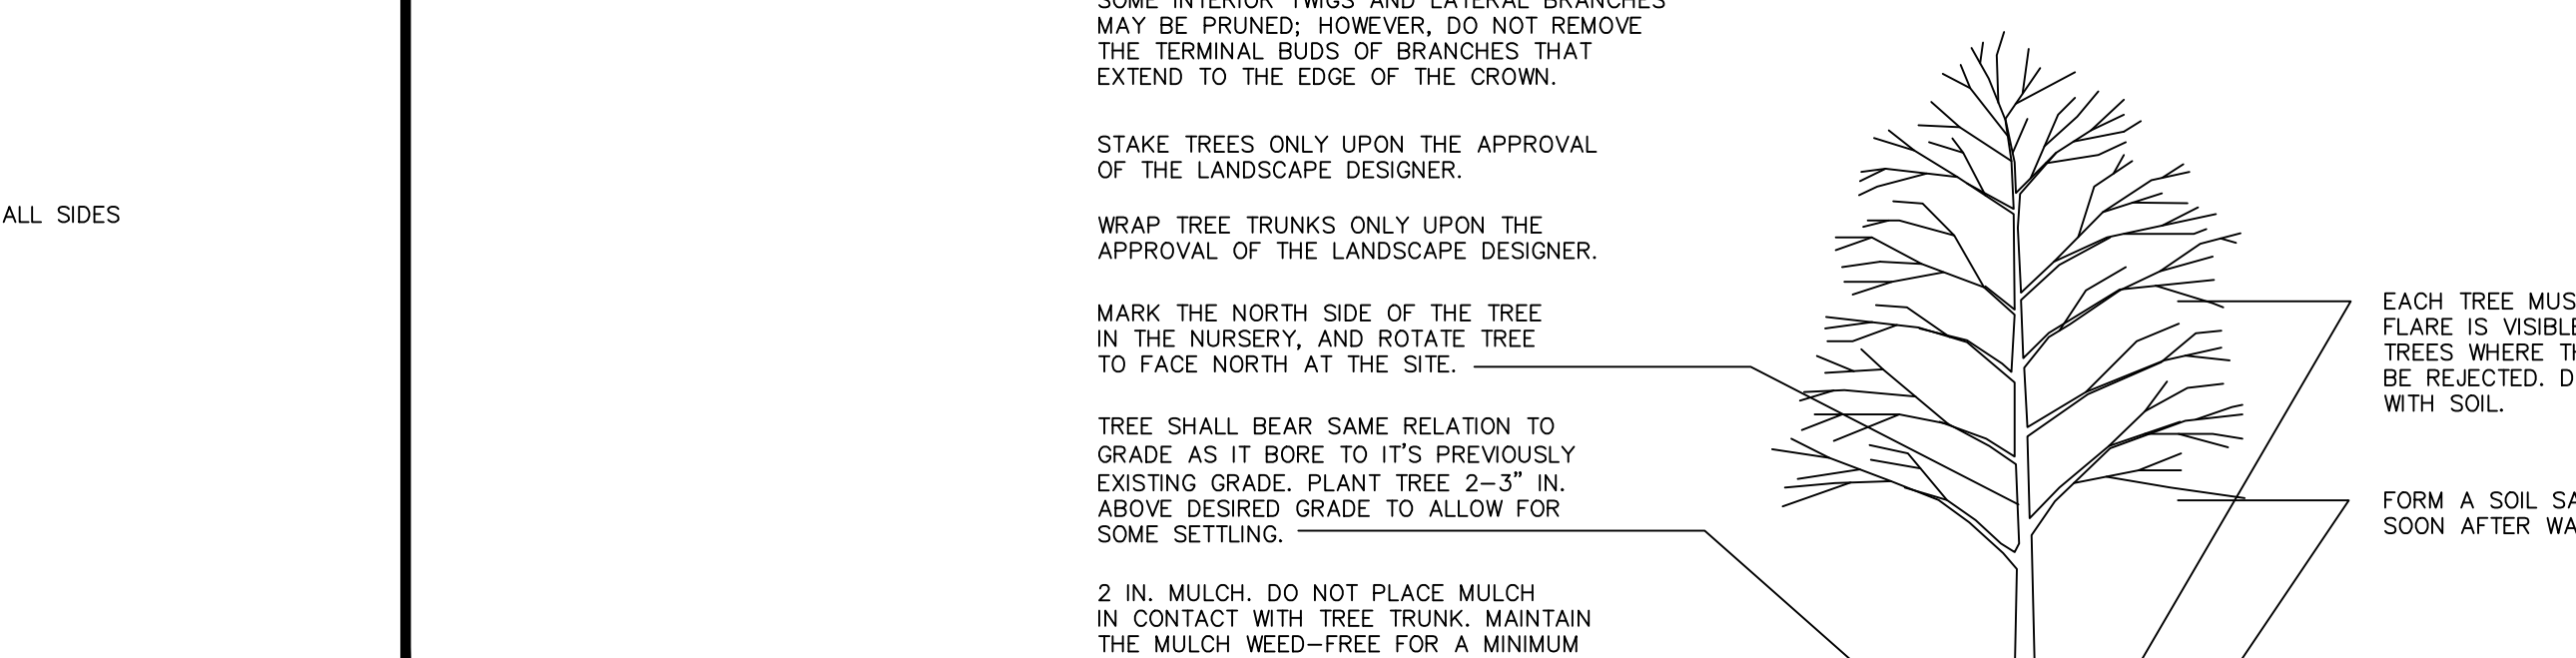 SOME INTERIOR TWIGS AND LATERAL BRANCHES
MAY BE PRUNED; HOWEVER, DO NOT REMOVE
THE TERMINAL BUDS OF BRANCHES THAT
EXTEND TO THE EDGE OF THE CROWN.
STAKE TREES ONLY UPON THE APPROVAL
OF THE LANDSCAPE DESIGNER.
ALL SIDES
WRAP TREE TRUNKS ONLY UPON THE
APPROVAL OF THE LANDSCAPE DESIGNER.
MARK THE NORTH SIDE OF THE TREE
IN THE NURSERY, AND ROTATE TREE
TO FACE NORTH AT THE SITE.
TREE SHALL BEAR SAME RELATION TO
GRADE AS IT BORE TO IT'S PREVIOUSLY
EXISTING GRADE. PLANT TREE 2–3" IN.
ABOVE DESIRED GRADE TO ALLOW FOR
SOME SETTLING.
2 IN. MULCH. DO NOT PLACE MULCH
IN CONTACT WITH TREE TRUNK. MAINTAIN
THE MULCH WEED–FREE FOR A MINIMUM
EACH TREE MUS
FLARE IS VISIBLE
TREES WHERE TH
BE REJECTED. D
WITH SOIL.
FORM A SOIL SA
SOON AFTER WA